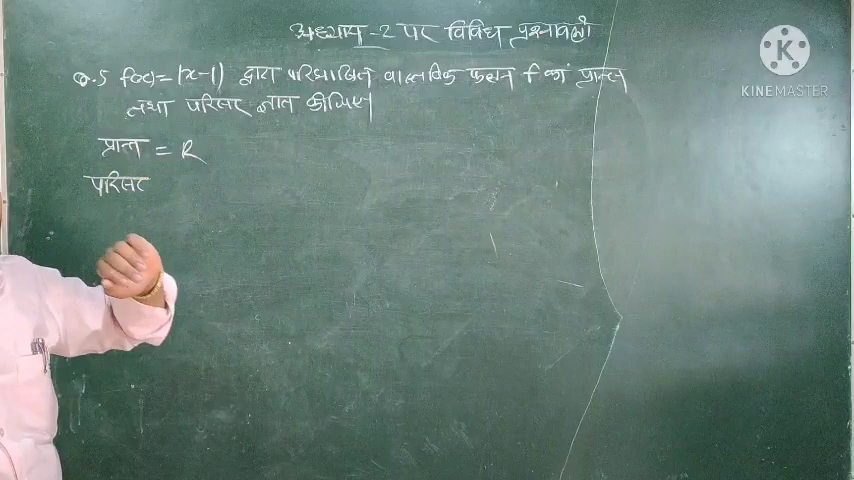 अध्याय -2 पर विविध प्रश्नावली
Q.5 f(x) = |x-1| द्वारा परिभाषित वास्तविक फलन f का प्रान्त
तथा परिसर ज्ञात कीजिए।
प्रान्त = R
परिसर
K
KINEMASTER